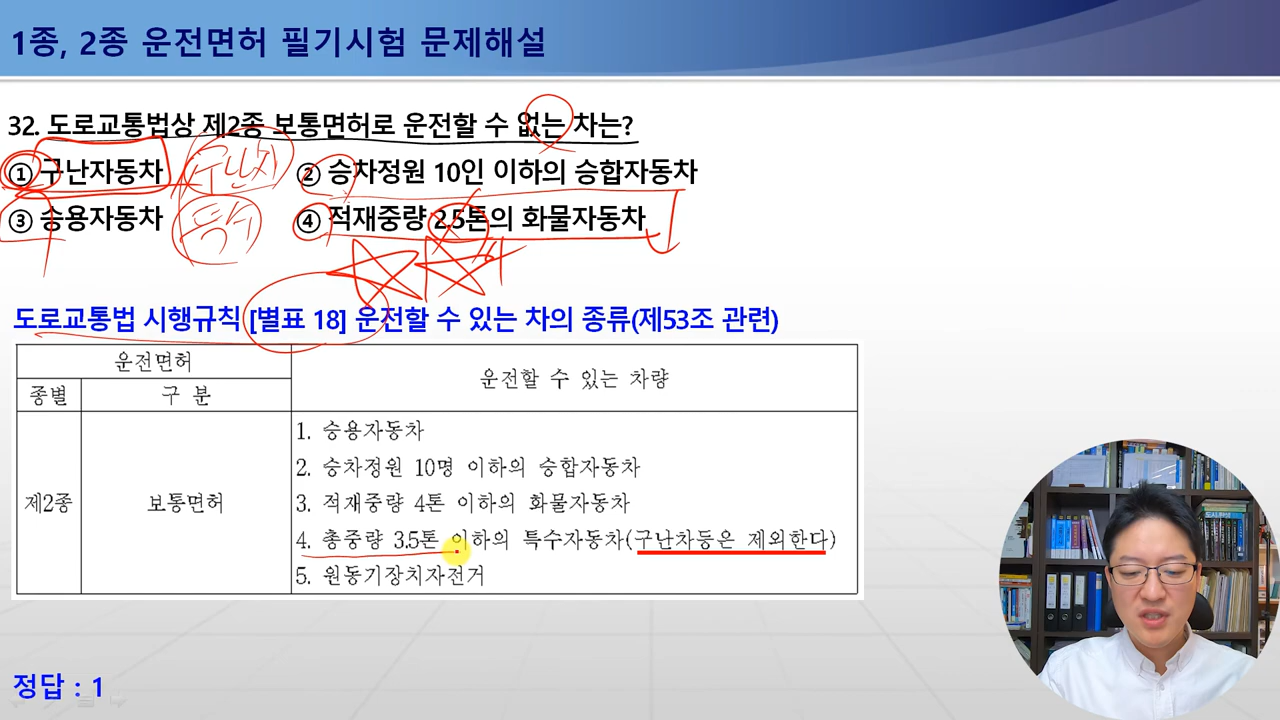 1종, 2종 운전면허 필기시험 문제해설
32. 도로교통법상 제2종 보통면허로 운전할 수 없는 차는?
① 구난자동차 구난차 ② 승차정원 10인 이하의 승합자동차
③ 승용자동차 특수 ④ 적재중량 2.5톤의 화물자동차
도로교통법 시행규칙 [별표 18] 운전할 수 있는 차의 종류(제53조 관련)
운전면허
운전할 수 있는 차량
종별 구 분
제2종 보통면허
1. 승용자동차
2. 승차정원 10명 이하의 승합자동차
3. 적재중량 4톤 이하의 화물자동차
4. 총중량 3.5톤 이하의 특수자동차(구난차등은 제외한다)
5. 원동기장치자전거
정답 : 1